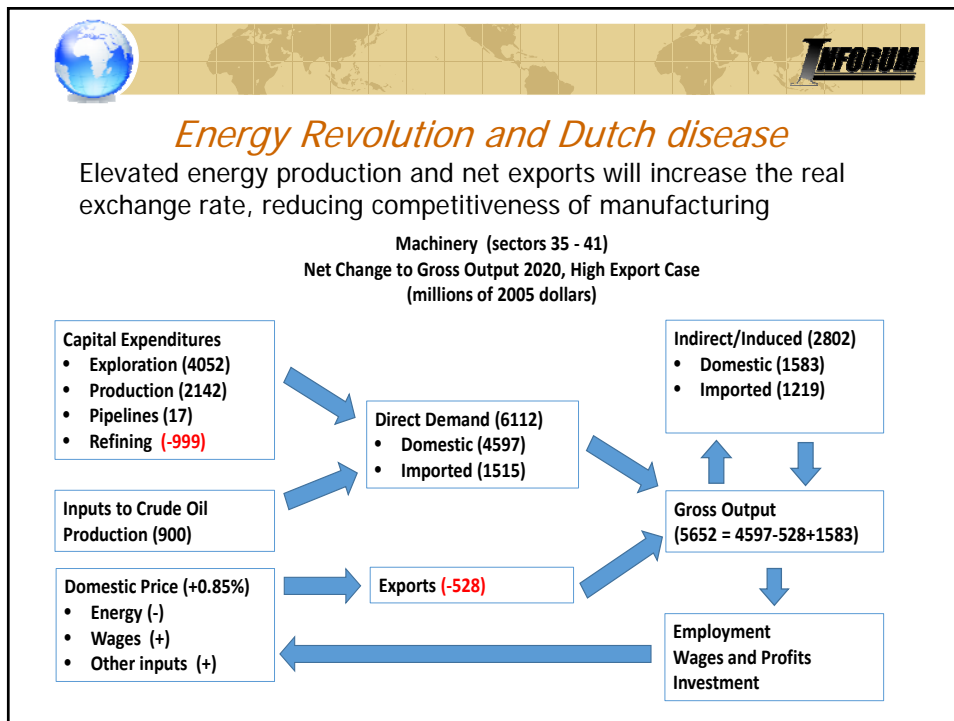 INFORUM
Energy Revolution and Dutch disease
Elevated energy production and net exports will increase the real
exchange rate, reducing competitiveness of manufacturing
Machinery (sectors 35 - 41)
Net Change to Gross Output 2020, High Export Case
(millions of 2005 dollars)
Capital Expenditures
• Exploration (4052)
• Production (2142)
• Pipelines (17)
• Refining (-999)
Inputs to Crude Oil
Production (900)
Domestic Price (+0.85%)
• Energy (-)
• Wages (+)
• Other inputs (+)
Direct Demand (6112)
• Domestic (4597)
• Imported (1515)
Exports (-528)
Indirect/Induced (2802)
• Domestic (1583)
• Imported (1219)
Gross Output
(5652 = 4597-528+1583)
Employment
Wages and Profits
Investment